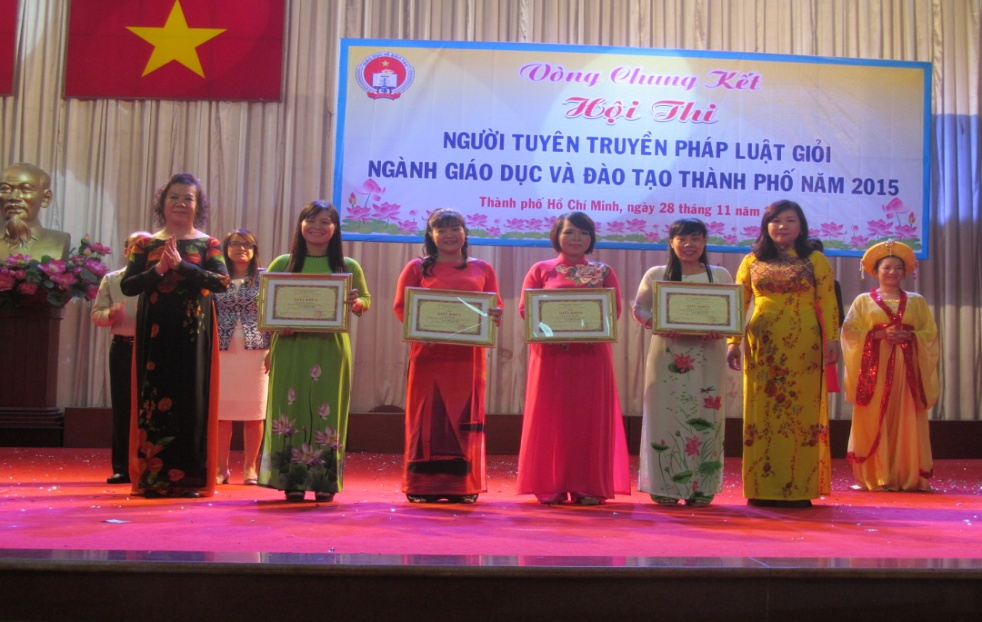 Vòng Chung Kết
Hội Thi
NGƯỜI TUYÊN TRUYỀN PHÁP LUẬT GIỎI
NGÀNH GIÁO DỤC VÀ ĐÀO TẠO THÀNH PHỐ NĂM 2015
Thành phố Hồ Chí Minh, ngày 28 tháng 11 năm